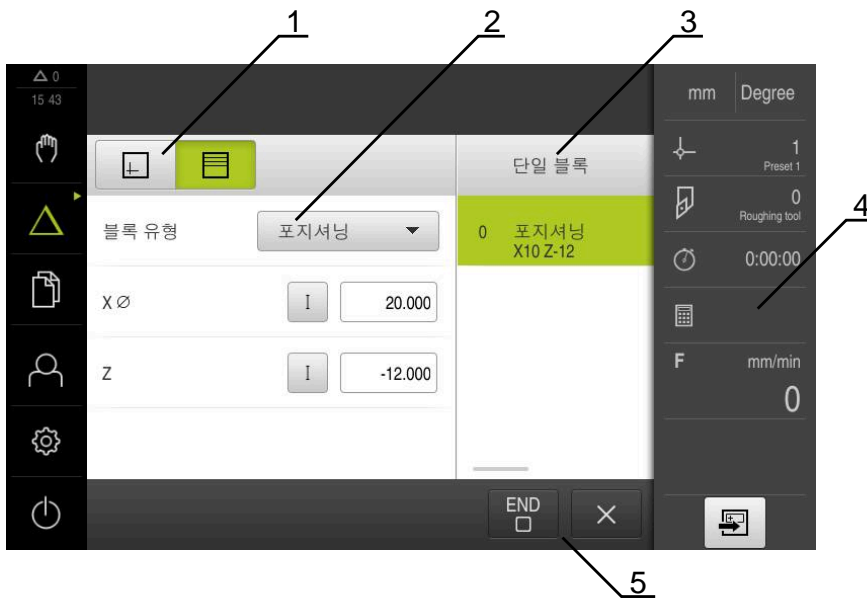 1
2
3
0
15 43
mm
Degree
1
Preset 1
단일 블록
0
Roughing tool
4
블록 유형
포지셔닝
0 포지셔닝
X10 Z-12
0:00:00
X Ø
I
20.000
F
mm/min
0
Z
I
-12.000
END
5